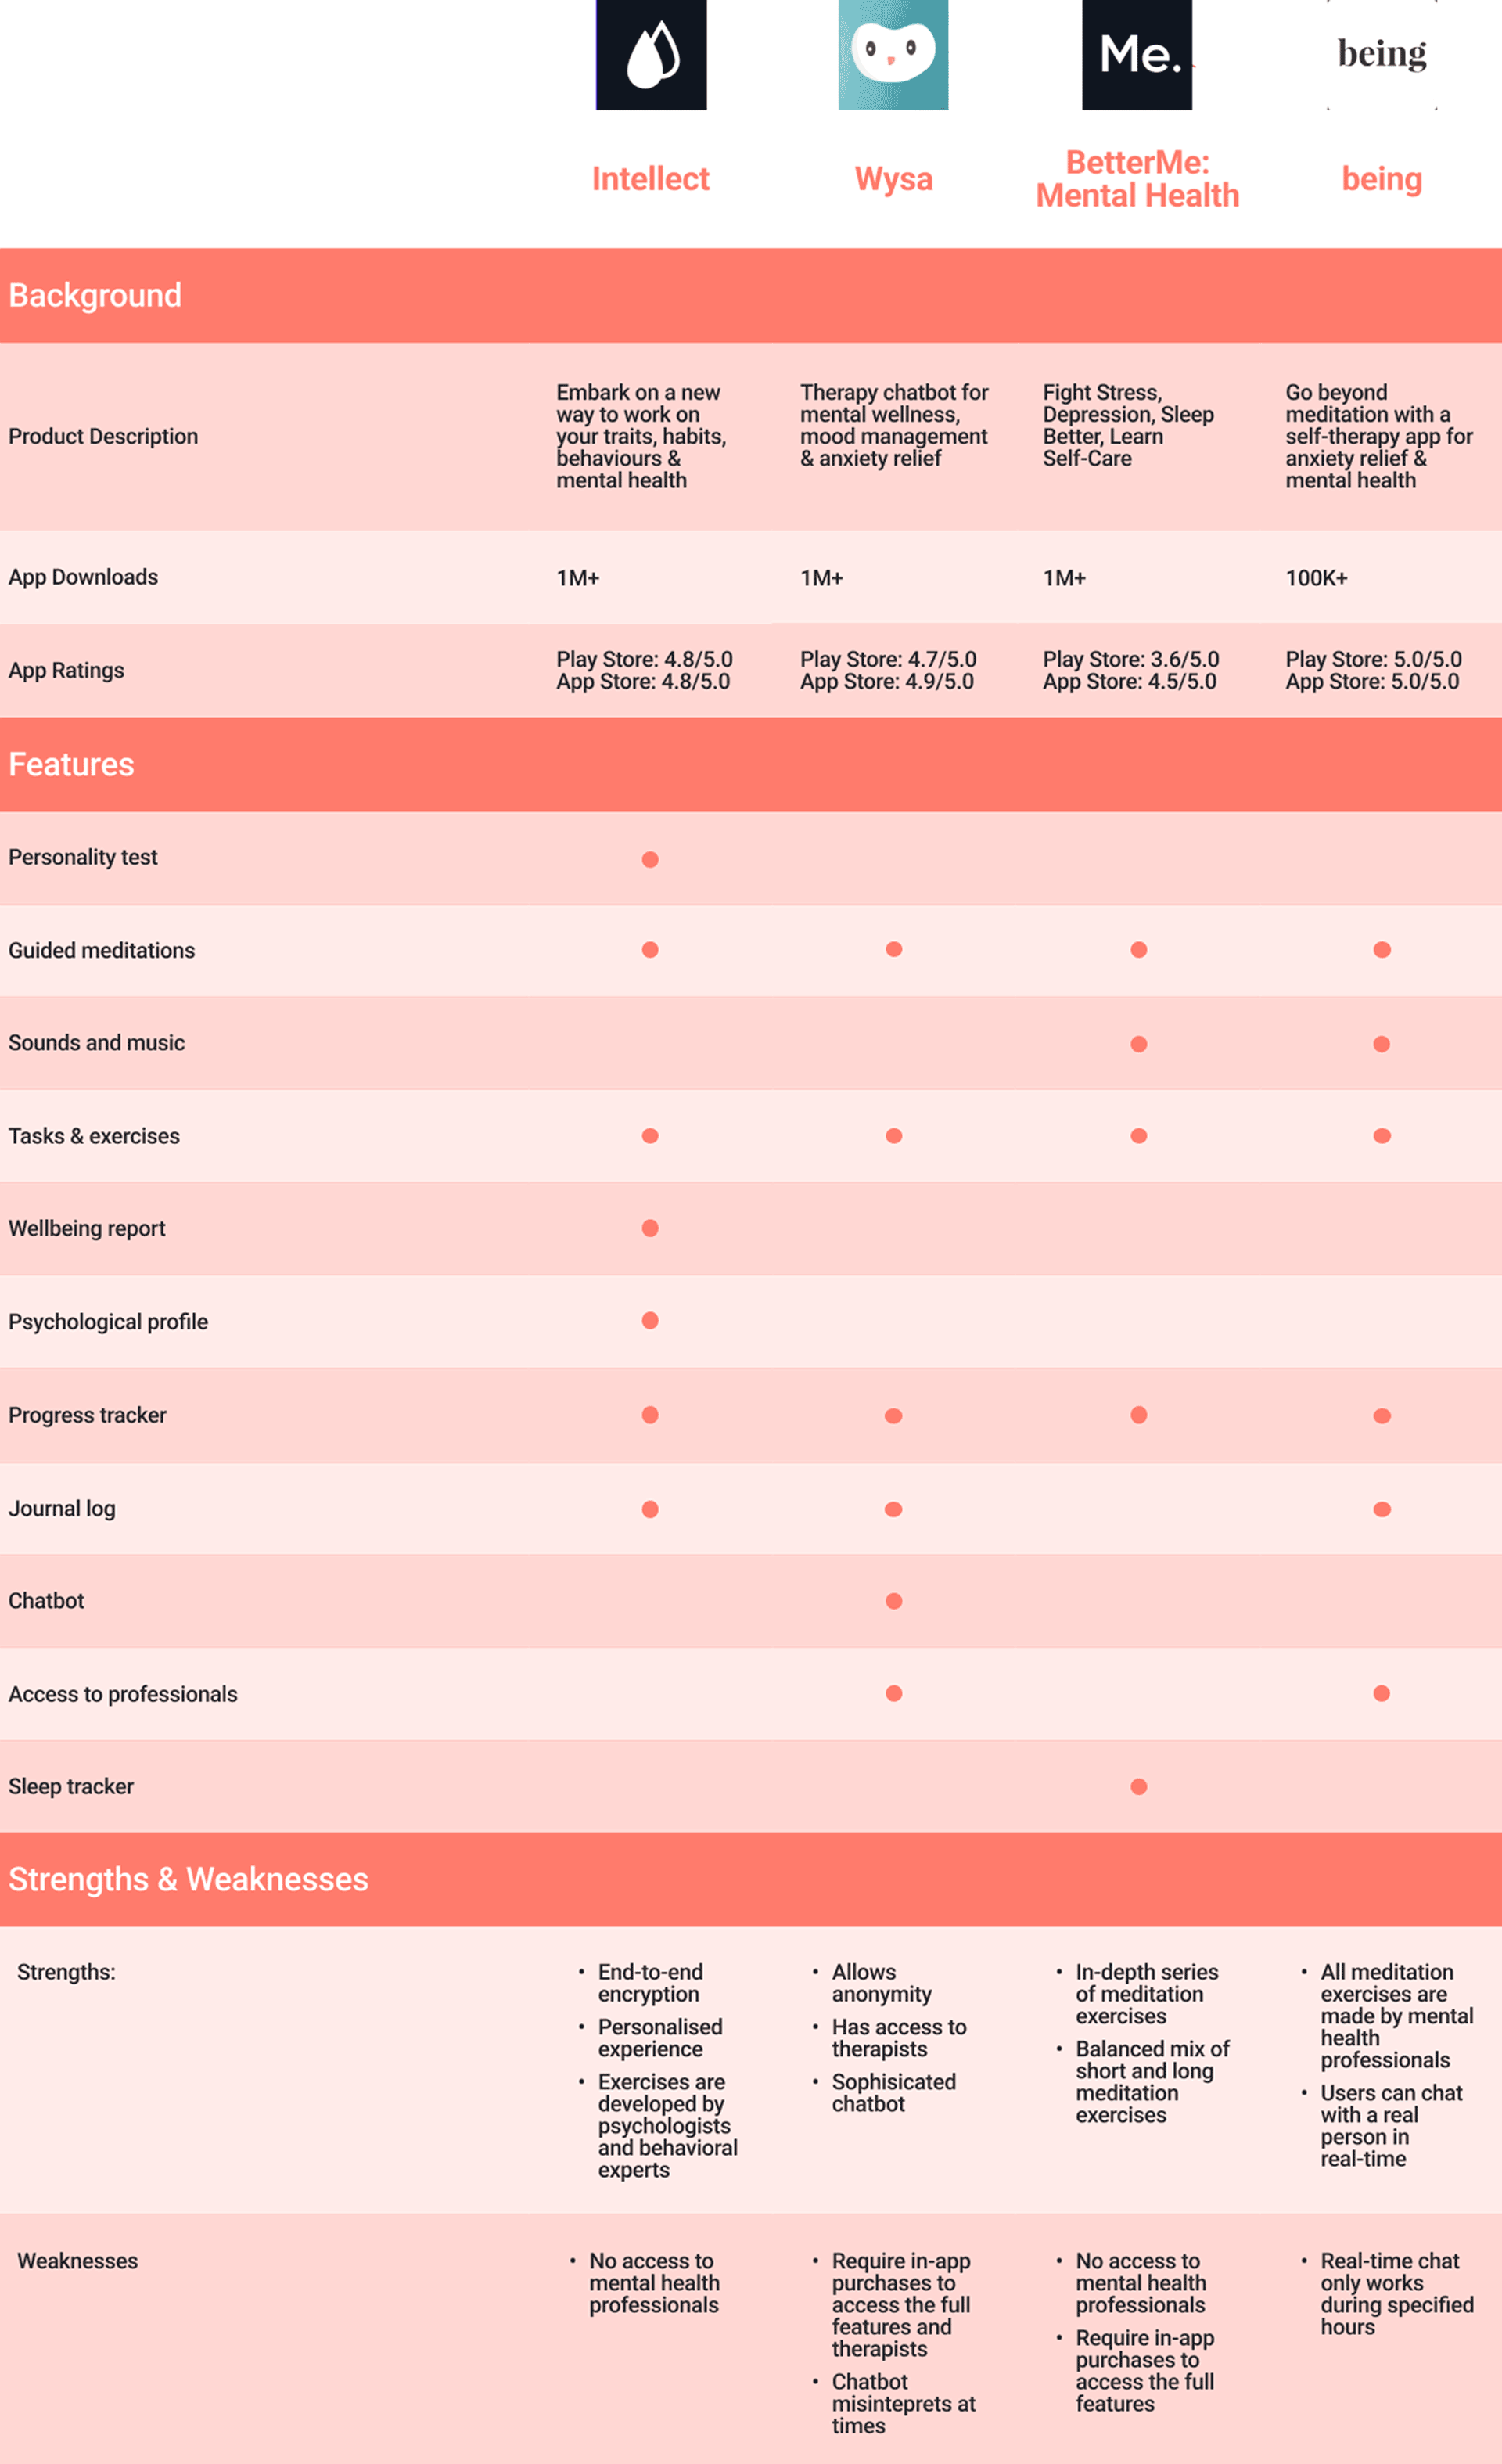 Me.
being
Intellect
Wysa
BetterMe:
Mental Health
being
Background
Product Description
Embark on a new
way to work on
your traits, habits,
behaviours &
mental health
Therapy chatbot for
mental wellness,
mood management
& anxiety relief
Fight Stress,
Depression, Sleep
Better, Learn
Self-Care
Go beyond
meditation with a
self-therapy app for
anxiety relief &
mental health
App Downloads
1M+
1M+
1M+
100K+
App Ratings
Play Store: 4.8/5.0
App Store: 4.8/5.0
Play Store: 4.7/5.0
App Store: 4.9/5.0
Play Store: 3.6/5.0
App Store: 4.5/5.0
Play Store: 5.0/5.0
App Store: 5.0/5.0
Features
Personality test
Guided meditations
Sounds and music
Tasks & exercises
Wellbeing report
Psychological profile
Progress tracker
Journal log
Chatbot
Access to professionals
Sleep tracker
Strengths & Weaknesses
Strengths:
• End-to-end
encryption
• Personalised
experience
• Exercises are
developed by
psychologists
and behavioral
experts
• Allows
anonymity
• Has access to
therapists
• Sophisicated
chatbot
• In-depth series
of meditation
exercises
• Balanced mix of
short and long
meditation
exercises
• All meditation
exercises are
made by mental
health
professionals
• Users can chat
with a real
person in
real-time
Weaknesses
• No access to
mental health
professionals
• Require in-app
purchases to
access the full
features and
therapists
• Chatbot
misinteprets at
times
• No access to
mental health
professionals
• Require in-app
purchases to
access the full
features
• Real-time chat
only works
during specified
hours